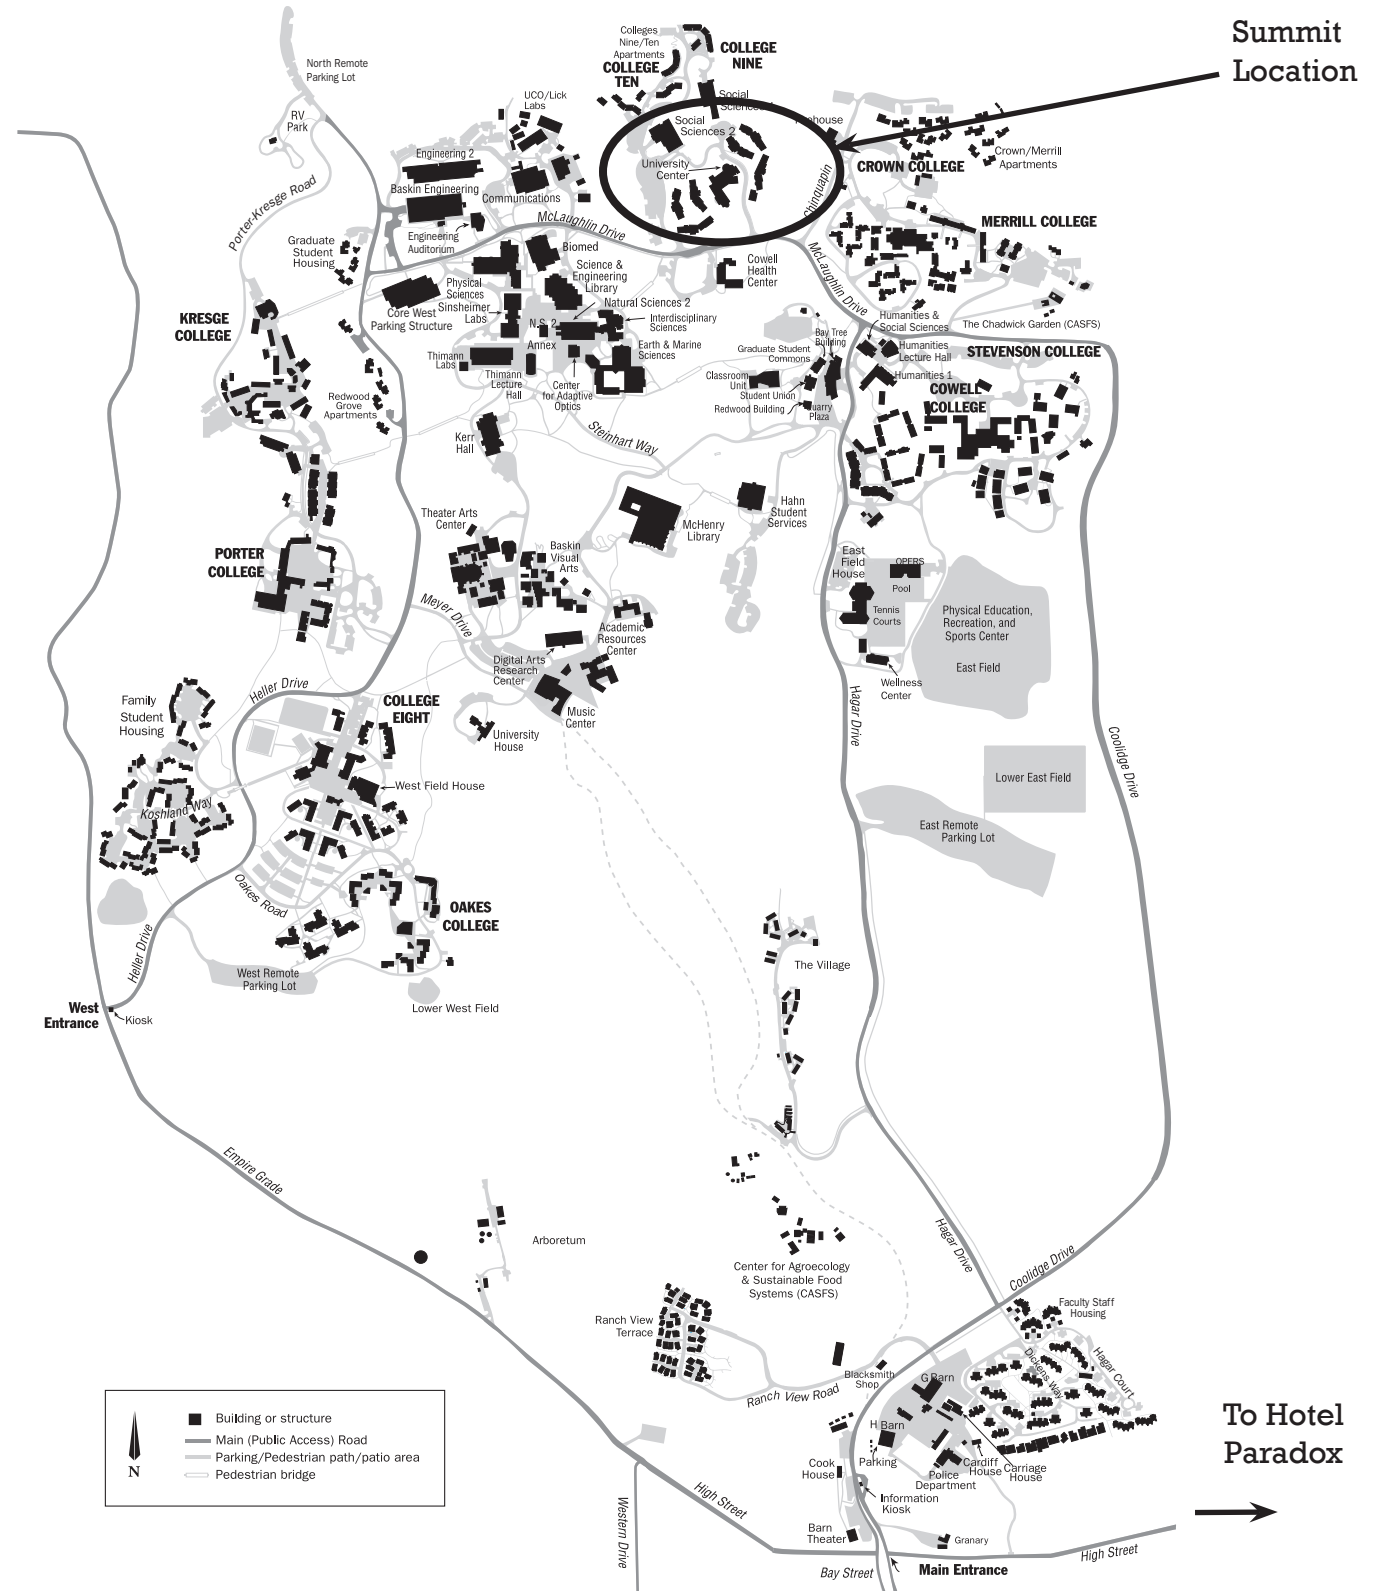 Summit
Location
Colleges
Nine/Ten
Apartments
COLLEGE
NINE
COLLEGE
TEN
North Remote
Parking Lot
RV
Park
UCO/Lick
Labs
Social
Social
Sciences 2
University
Center
Chinquapin
CROWN COLLEGE
Crown/Merrill
Apartments
Engineering 2
Baskin Engineering
Communications
Engineering
Auditorium
Porter-Kresge Road
McLaughlin Drive
MERRILL COLLEGE
Graduate
Student
Housing
Biomed
Science &
Engineering
Library
Cowell
Health
Center
McLaughlin Drive
Physical
Sciences
Sinsheimer
Labs
Core West
Parking Structure
Natural Sciences 2
Interdisciplinary
Sciences
N.S. 2
Annex
Earth & Marine
Sciences
KRESGE
COLLEGE
Humanities &
Social Sciences
The Chadwick Garden (CASFS)
Bay Tree
Building
Graduate Student
Commons
Humanities
Lecture Hall
STEVENSON COLLEGE
Thimann
Labs
Thimann
Lecture
Hall
Center
for Adaptive
Optics
Classroom
Unit
Student Union
Redwood Building
Quarry
Plaza
Humanities 1
COWELL
COLLEGE
Redwood
Grove
Apartments
Kerr
Hall
Steinhart Way
Hahn
Student
Services
McHenry
Library
Theater Arts
Center
Baskin
Visual
Arts
PORTER
COLLEGE
East
Field
House
OPERS
Pool
Tennis
Courts
Physical Education,
Recreation, and
Sports Center
East Field
Meyer Drive
Academic
Resources
Center
Digital Arts
Research
Center
Wellness
Center
Music
Center
University
House
Heller Drive
COLLEGE
EIGHT
Family
Student
Housing
Hagar Drive
Coolidge Drive
West Field House
Koshland Way
Lower East Field
East Remote
Parking Lot
Oakes Road
OAKES
COLLEGE
Heller Drive
West Remote
Parking Lot
Lower West Field
The Village
West
Entrance
Kiosk
Empire Grade
Arboretum
Center for Agroecology
& Sustainable Food
Systems (CASFS)
Hagar Drive
Coolidge Drive
Faculty Staff
Housing
Ranch View
Terrace
Dickens Way
Hagar Court
Blacksmith
Shop
Ranch View Road
G Barn
H Barn
Parking
Cardiff
House
Carriage
House
Police
Department
Cook
House
Information
Kiosk
Barn
Theater
Granary
To Hotel
Paradox
Building or structure
Main (Public Access) Road
Parking/Pedestrian path/patio area
Pedestrian bridge
N
Western Drive
High Street
High Street
Bay Street
Main Entrance